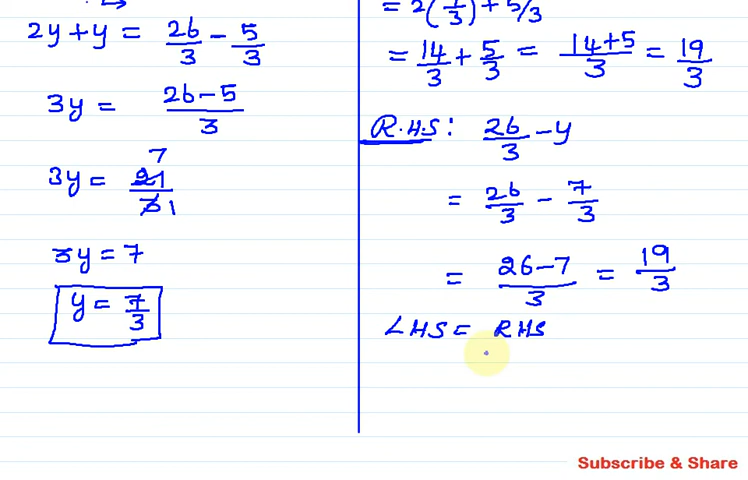 2y + y = 26/3 - 5/3
3y = 26-5/3
7
3y = 21/3 1
3y = 7
y = 7/3
= 2(7/3) + 5/3
= 14/3 + 5/3 = 14+5/3 = 19/3
R.H.S: 26/3 - y
= 26/3 - 7/3
= 26-7/3 = 19/3
LHS = RHS
Subscribe & Share